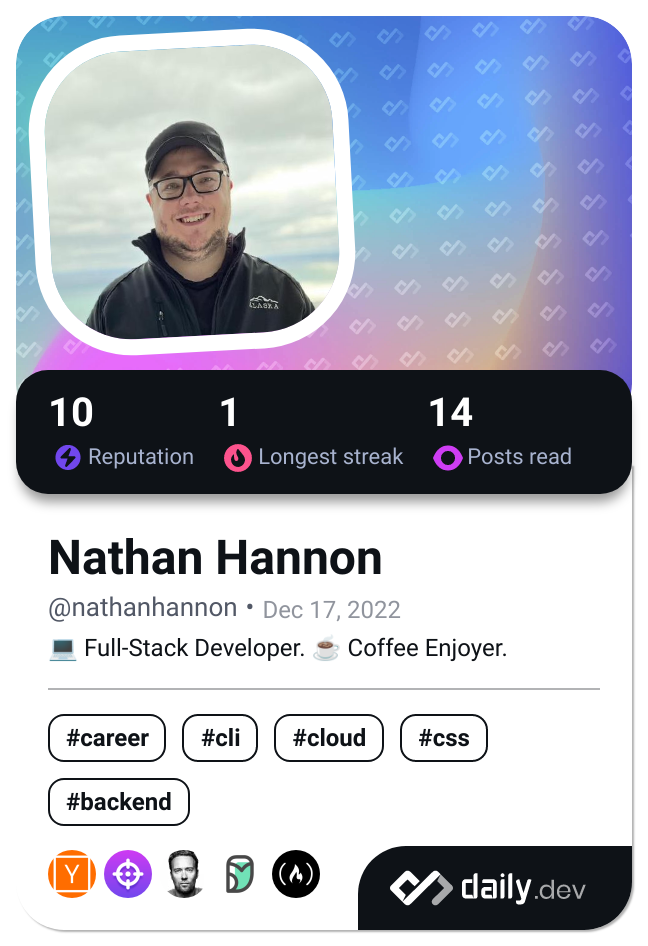 ALASKA
10 1 14
Reputation Longest streak Posts read
Nathan Hannon
@nathanhannon • Dec 17, 2022
💻 Full-Stack Developer. ☕ Coffee Enjoyer.
#career #cli #cloud #css
#backend
Y
daily.dev